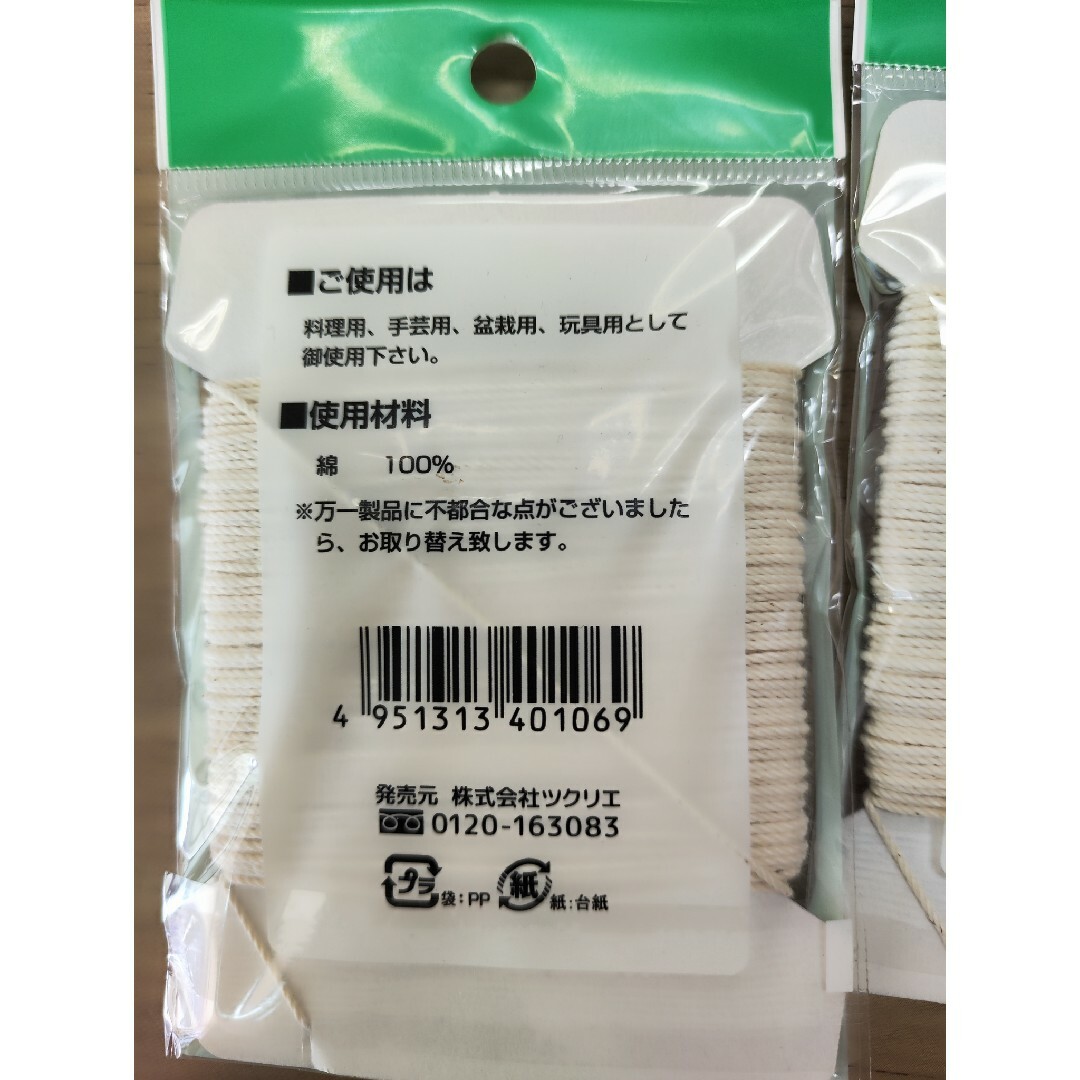 ■ご使用は
料理用、手芸用、盆栽用、玩具用として
御使用下さい。
■使用材料
綿 100%
※万一製品に不都合な点がございました
ら、お取り替え致します。
4 951313 401069
発売元 株式会社ツクリエ
0120-163083
プラ 袋:PP 紙 紙:台紙